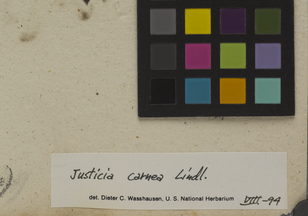 Justicia carnea Lindl.
det. Dieter C. Wasshausen, U. S. National Herbarium VIII-94